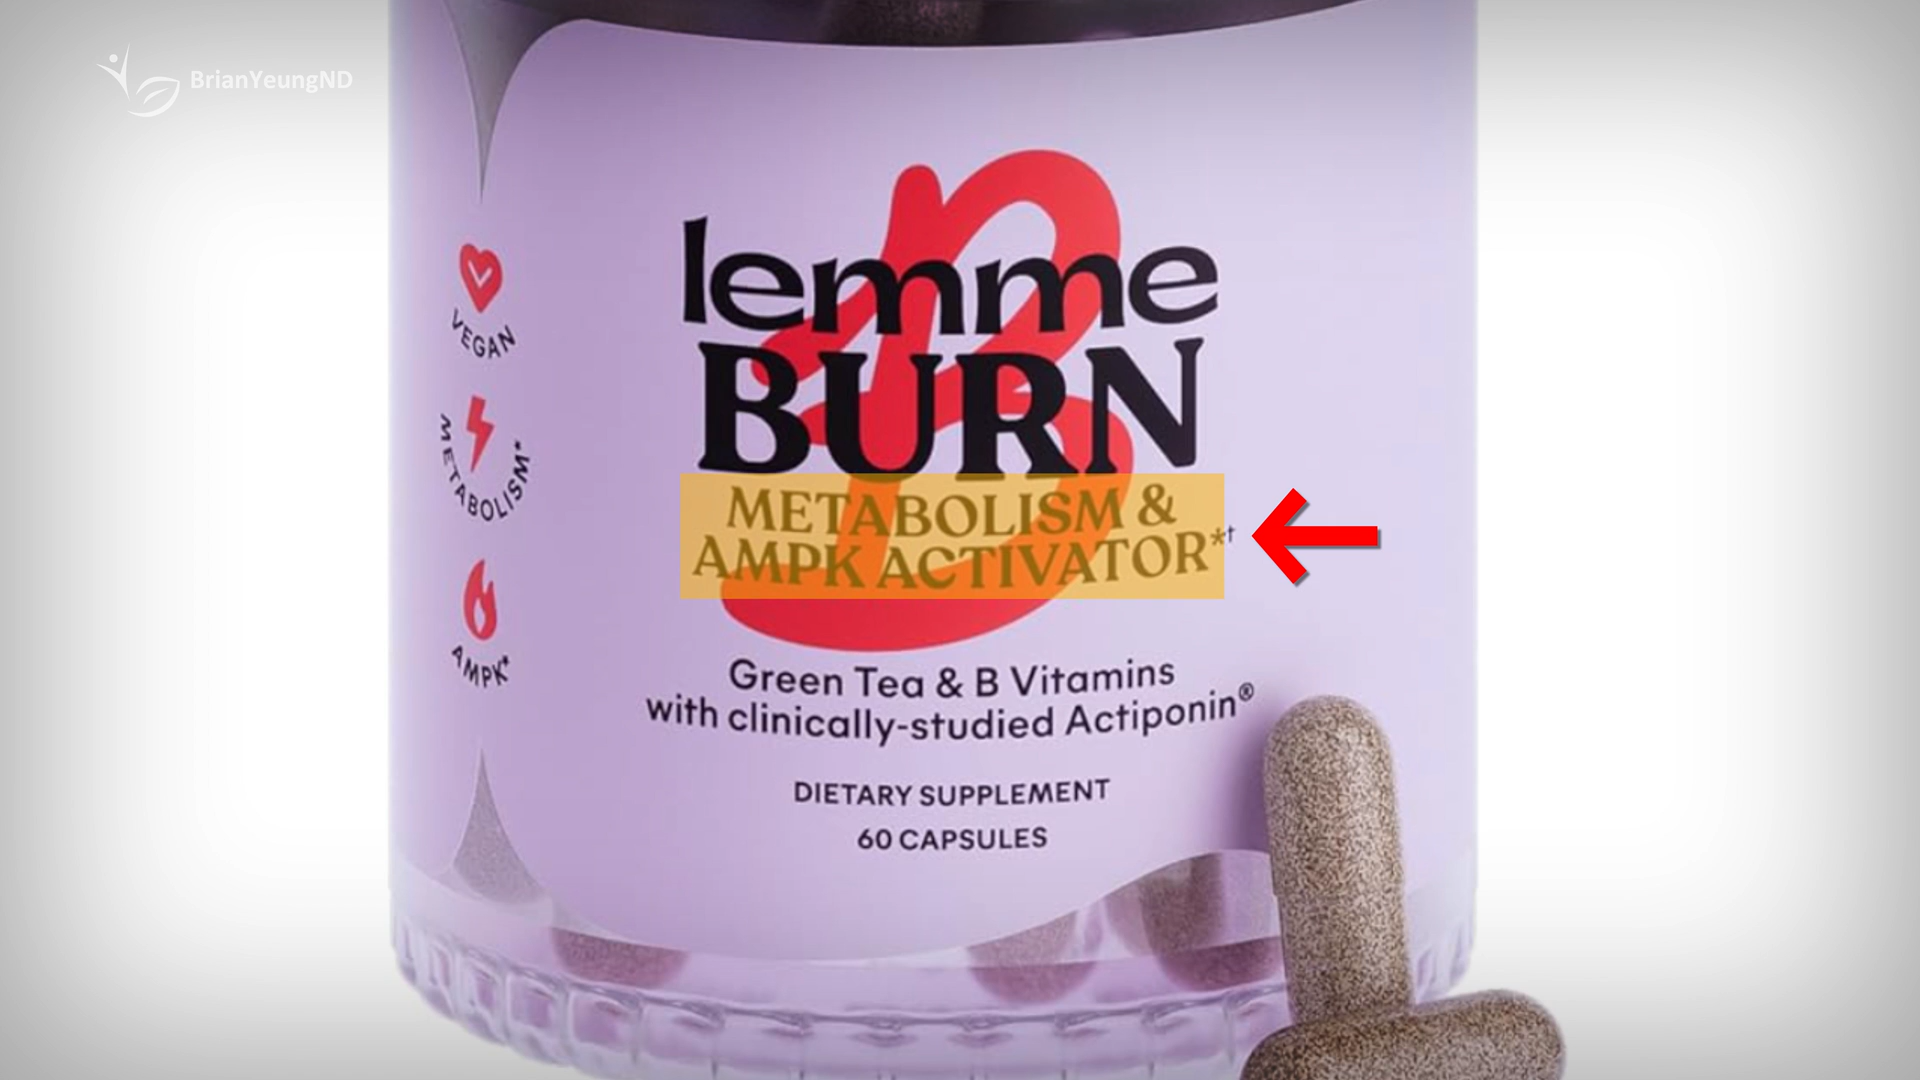 BrianYeungND
lemme
BURN
METABOLISM &
AMPK ACTIVATOR*†
Green Tea & B Vitamins
with clinically-studied Actiponin®
DIETARY SUPPLEMENT
60 CAPSULES
VEGAN
METABOLISM*
AMPK*